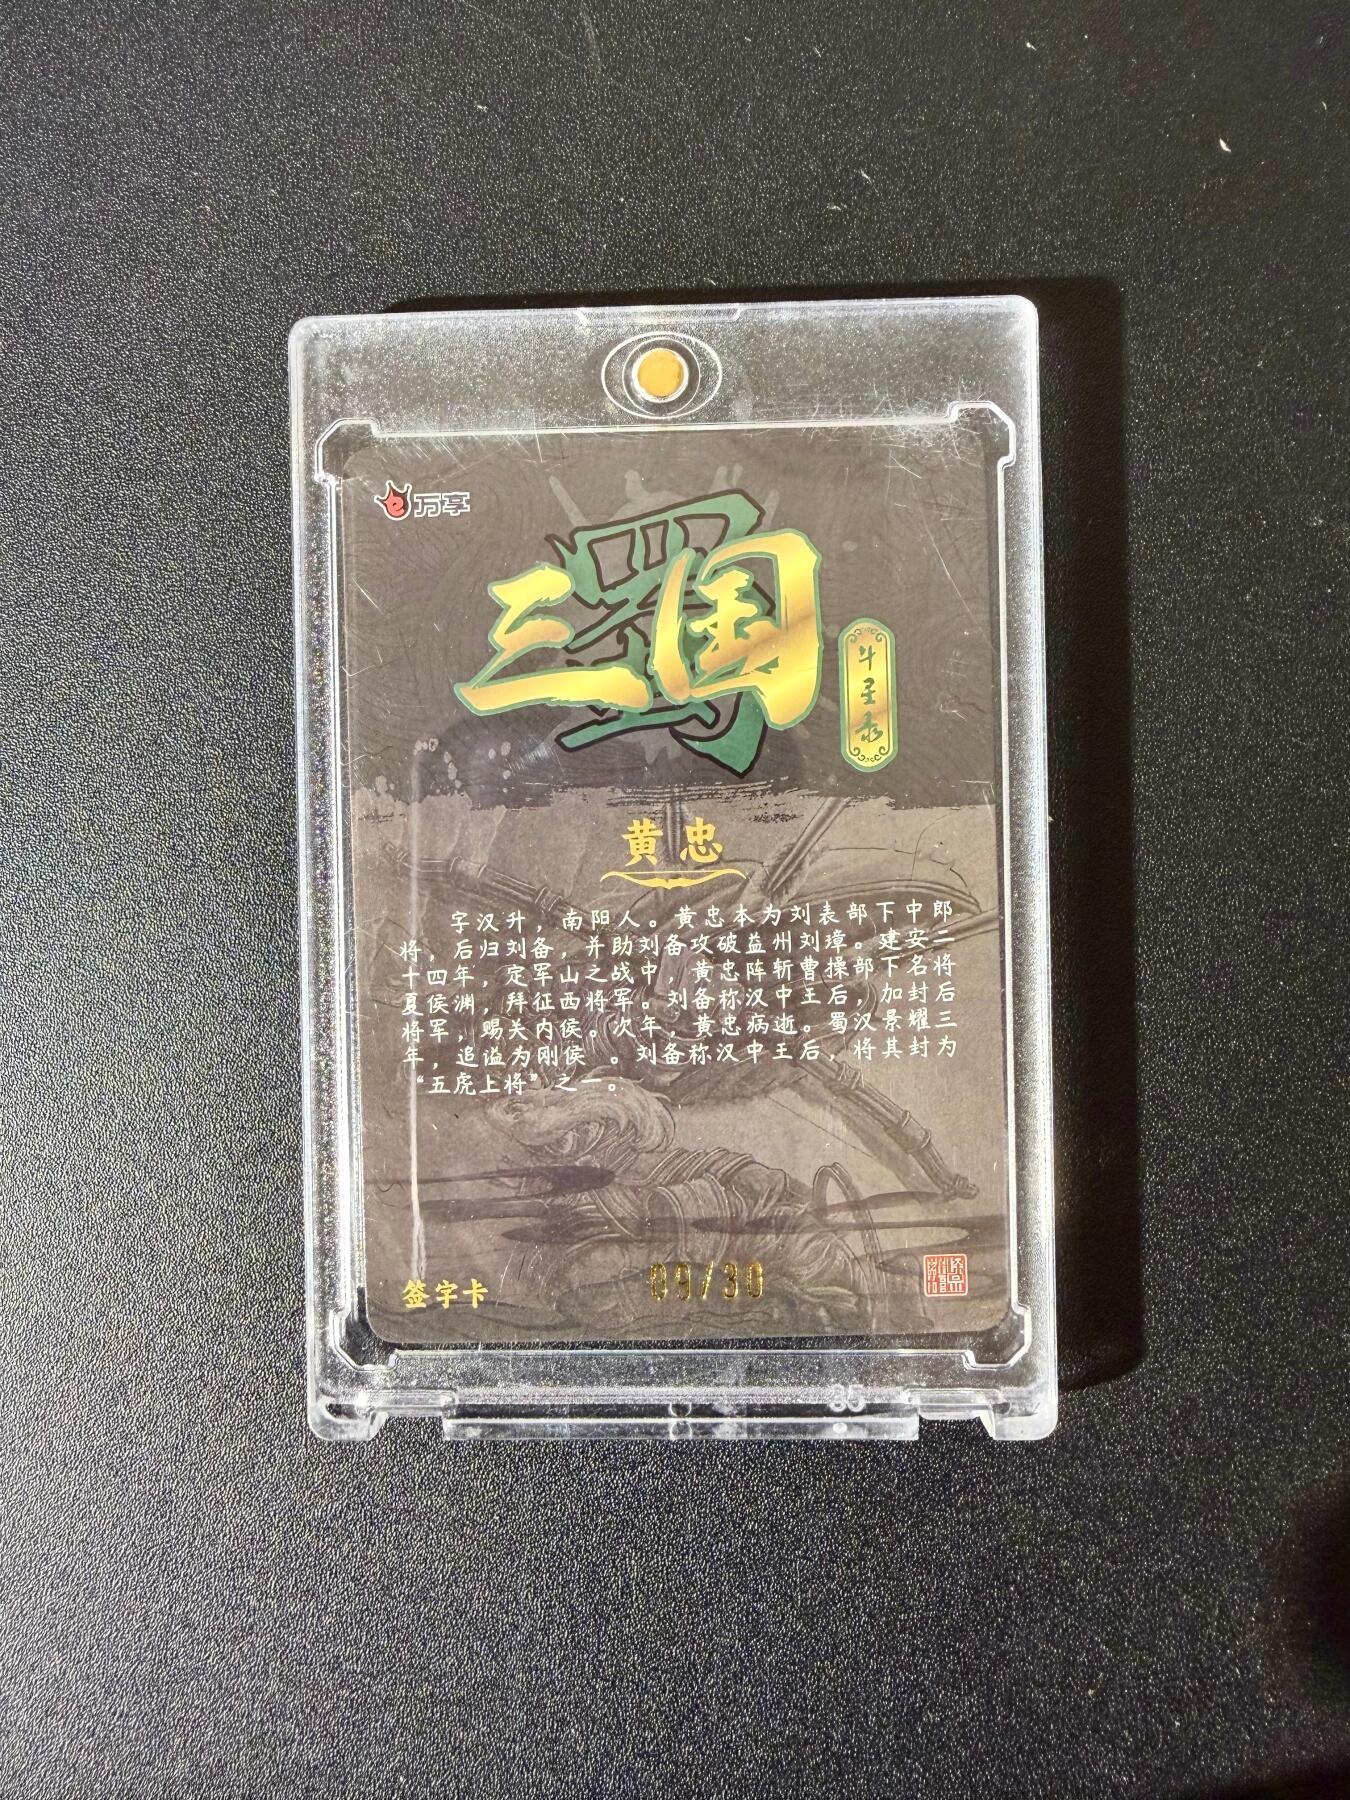 e万享
蜀
三国
斗星录
黄忠
字汉升，南阳人。黄忠本为刘表部下中郎
将，后归刘备，并助刘备攻破益州刘璋。建安二
十四年，定军山之战中，黄忠阵斩曹操部下名将
夏侯渊，拜征西将军。刘备称汉中王后，加封后
将军，赐关内侯。次年，黄忠病逝。蜀汉景耀三
年，追谥为刚侯 。刘备称汉中王后，将其封为
“五虎上将”之一。
签字卡
09/30
35